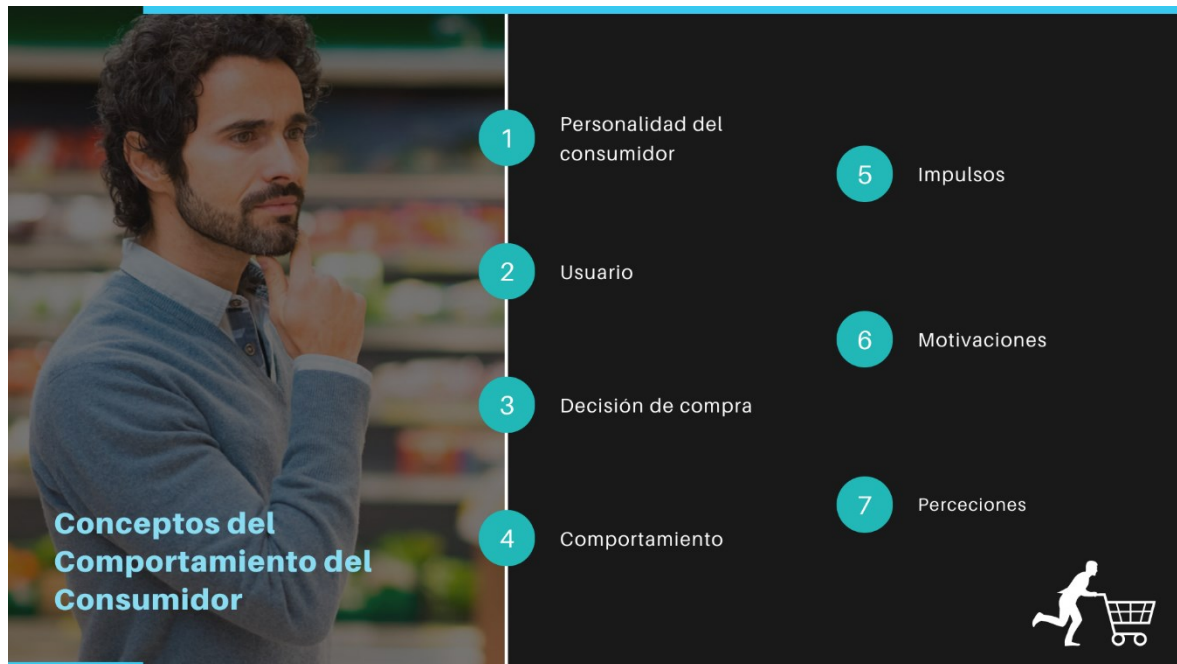 1
Personalidad del
consumidor
2
Usuario
3
Decisión de compra
4
Comportamiento
5
Impulsos
6
Motivaciones
7
Perceciones
Conceptos del
Comportamiento del
Consumidor